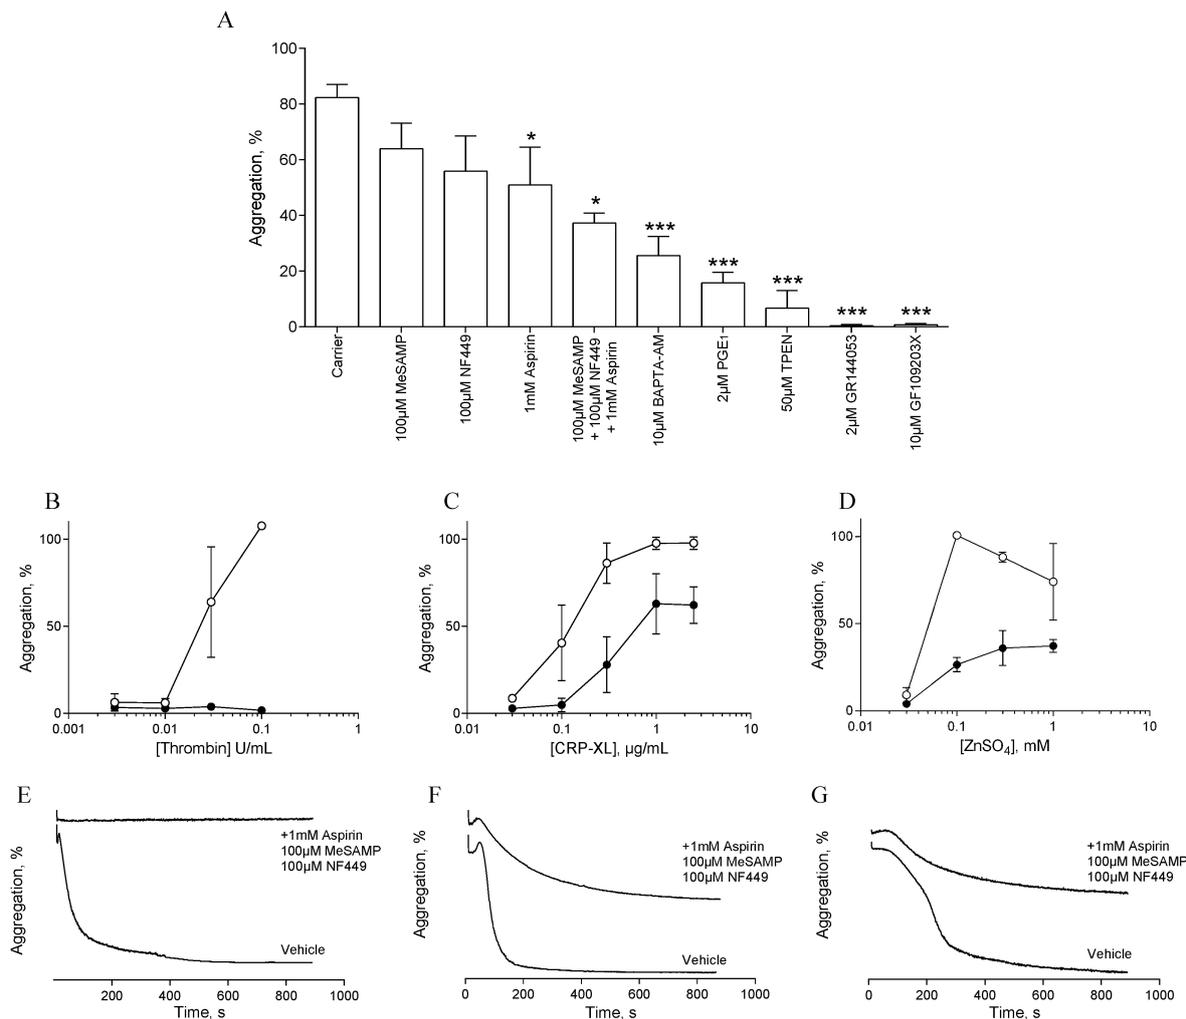 A
100
80
60
40
20
0
Aggregation, %
*
*
***
***
***
***
***
Carrier
100µM MeSAMP
100µM NF449
1mM Aspirin
100µM MeSAMP
+ 100µM NF449
+ 1mM Aspirin
10µM BAPTA-AM
2µM PGE1
50µM TPEN
2µM GR144053
10µM GF109203X
B
100
50
0
Aggregation, %
0.001 0.01 0.1 1
[Thrombin] U/mL
C
100
50
0
Aggregation, %
0.01 0.1 1 10
[CRP-XL], µg/mL
D
100
50
0
Aggregation, %
0.01 0.1 1 10
[ZnSO4], mM
E
Aggregation, %
+1mM Aspirin
100µM MeSAMP
100µM NF449
Vehicle
200 400 600 800 1000
Time, s
F
Aggregation, %
+1mM Aspirin
100µM MeSAMP
100µM NF449
Vehicle
0 200 400 600 800 1000
Time, s
G
Aggregation, %
+1mM Aspirin
100µM MeSAMP
100µM NF449
Vehicle
0 200 400 600 800 1000
Time, s